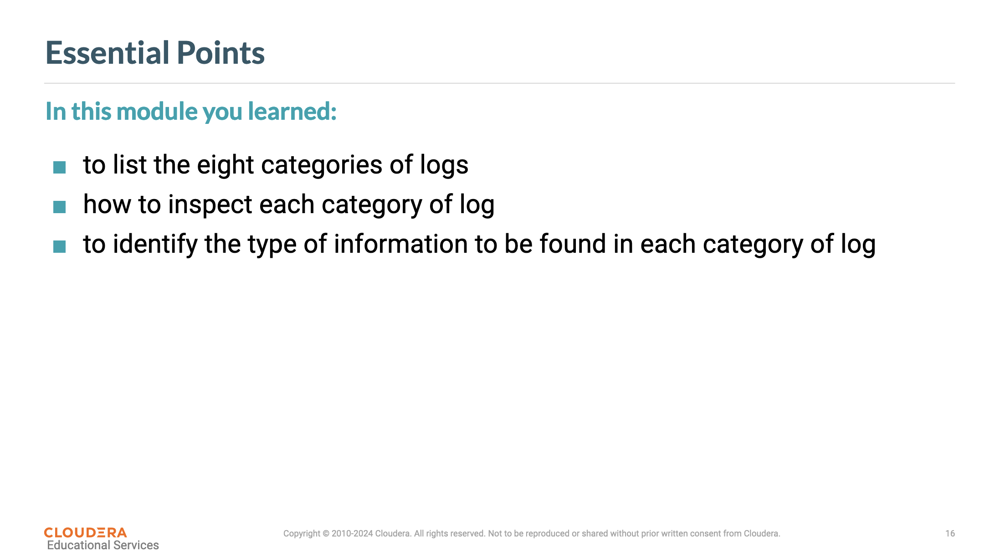 Essential Points
In this module you learned:
to list the eight categories of logs
how to inspect each category of log
to identify the type of information to be found in each category of log
CLOUDERA
Educational Services
Copyright © 2010-2024 Cloudera. All rights reserved. Not to be reproduced or shared without prior written consent from Cloudera.
16